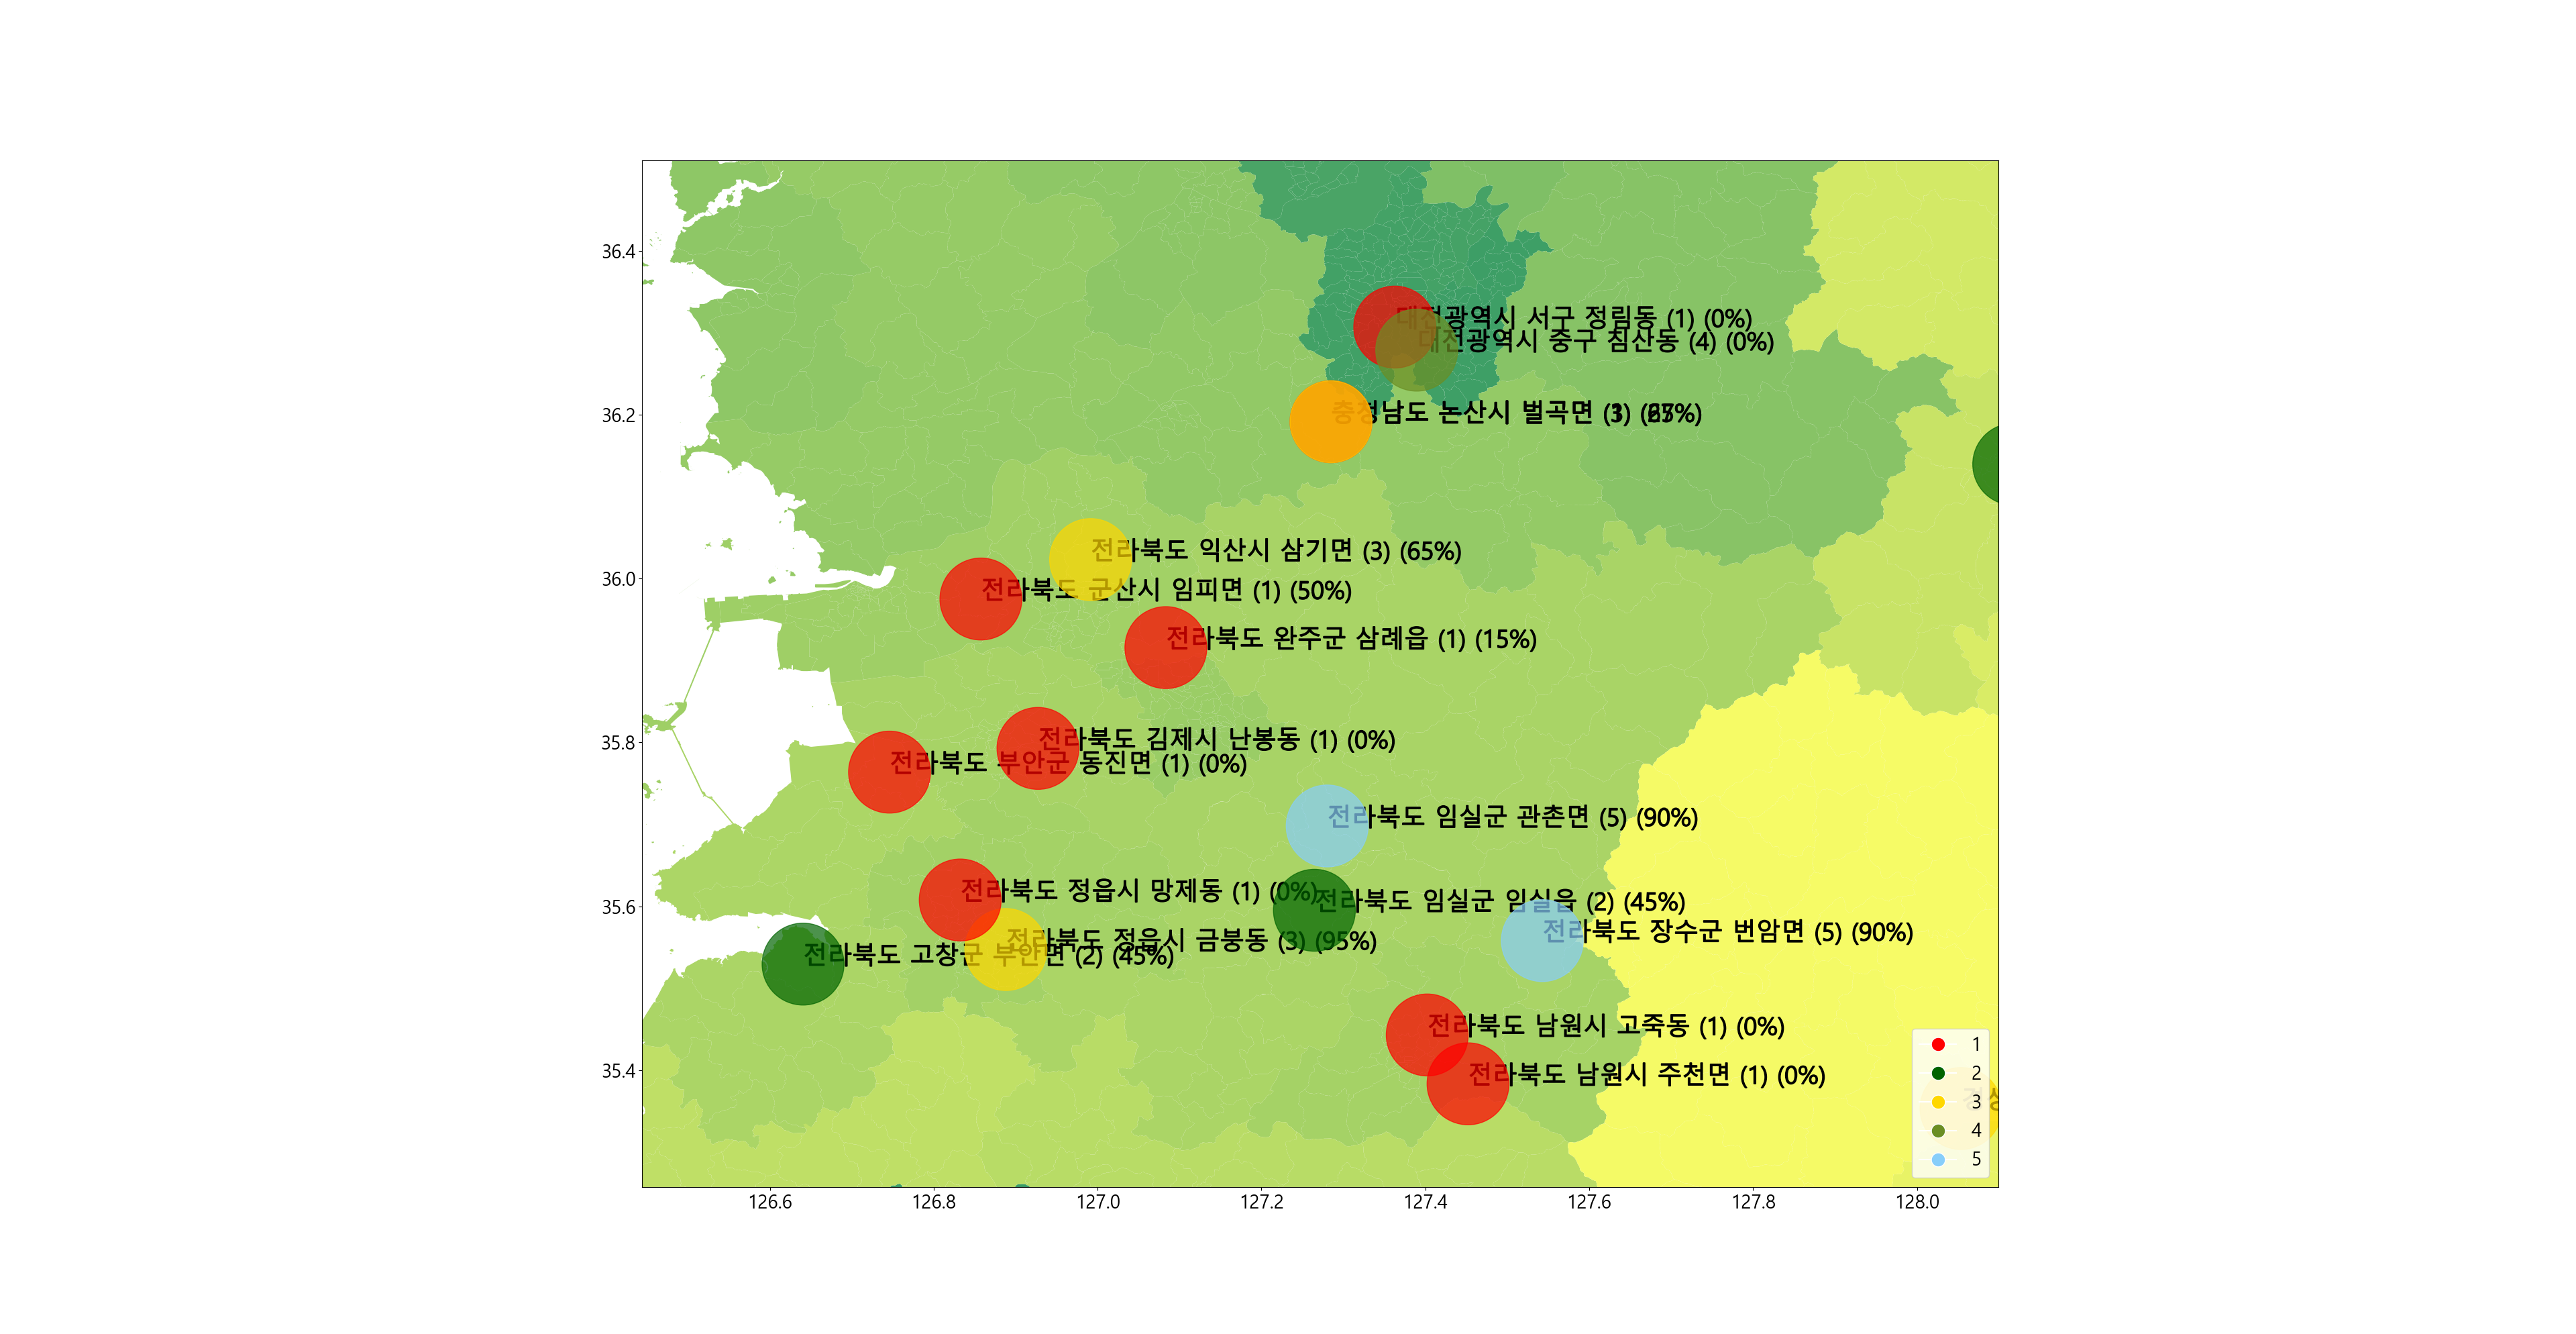 36.4
36.2
36.0
35.8
35.6
35.4
대전광역시 서구 정림동 (1) (0%)
대전광역시 중구 침산동 (4) (0%)
충청남도 논산시 벌곡면
전라북도 익산시 삼기면 (3) (65%)
전라북도 군산시 임피면 (1) (50%)
전라북도 완주군 삼례읍 (1) (15%)
전라북도 김제시 난봉동 (1) (0%)
전라북도 부안군 동진면 (1) (0%)
전라북도 임실군 관촌면 (5) (90%)
전라북도 정읍시 망제동 (1) (0%)
전라북도 임실군 임실읍 (2) (45%)
전라북도 장수군 번암면 (5) (90%)
전라북도 정읍시 금붕동 (3) (95%)
전라북도 고창군 부안면 (2) (45%)
전라북도 남원시 고죽동 (1) (0%)
전라북도 남원시 주천면 (1) (0%)
1
2
3
4
5
126.6
126.8
127.0
127.2
127.4
127.6
127.8
128.0